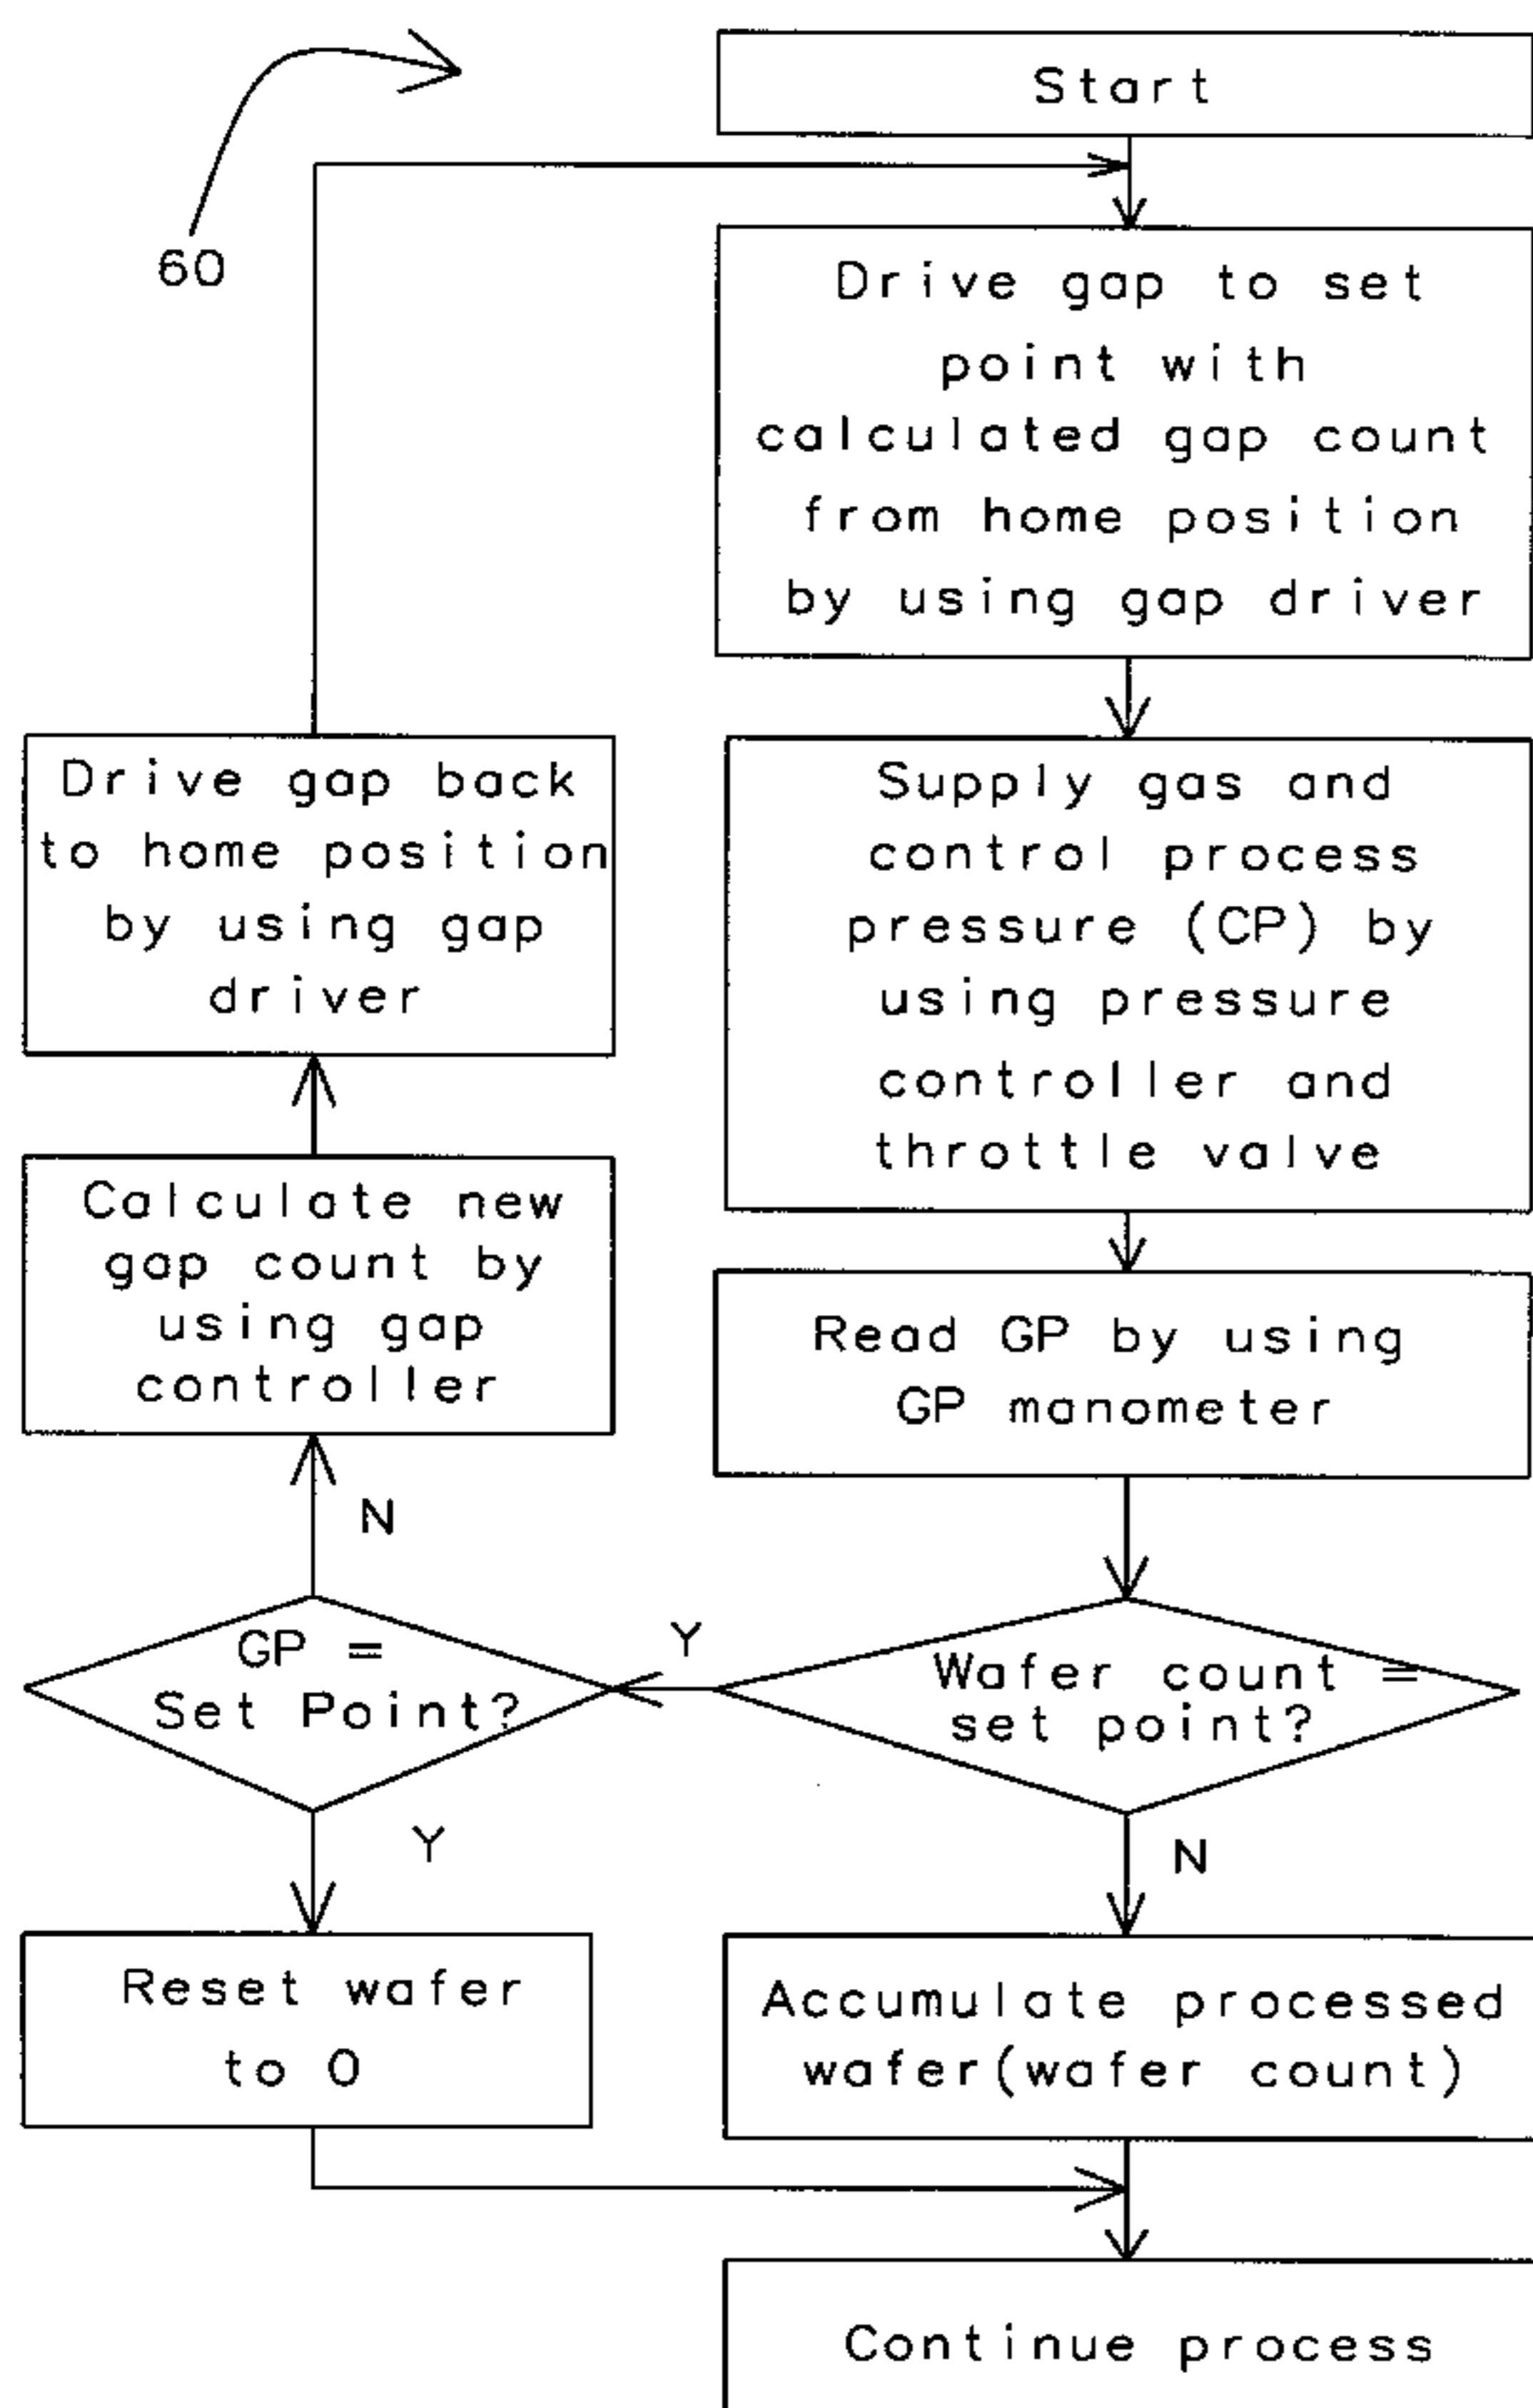 Start
60
Drive gap to set
point with
calculated gap count
from home position
by using gap driver
Drive gap back
to home position
by using gap
driver
Supply gas and
control process
pressure (CP) by
using pressure
controller and
throttle valve
Calculate new
gap count by
using gap
controller
Read GP by using
GP manometer
N
GP =
Set Point?
Y
Wafer count =
set point?
Y
N
Reset wafer
to 0
Accumulate processed
wafer(wafer count)
Continue process